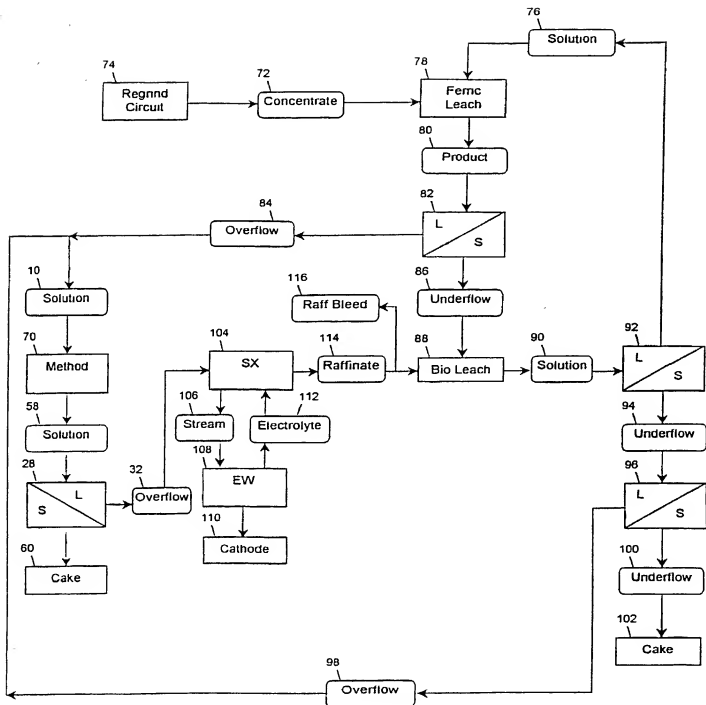 76
Solution
74
Regrind
Circuit
72
Concentrate
78
Ferric
Leach
80
Product
82
L
S
84
Overflow
10
Solution
116
Raff Bleed
86
Underflow
70
Method
104
SX
114
Raffinate
88
Bio Leach
90
Solution
92
L
S
58
Solution
106
Stream
112
Electrolyte
94
Underflow
28
S
L
32
Overflow
108
EW
96
L
S
60
Cake
110
Cathode
100
Underflow
102
Cake
98
Overflow